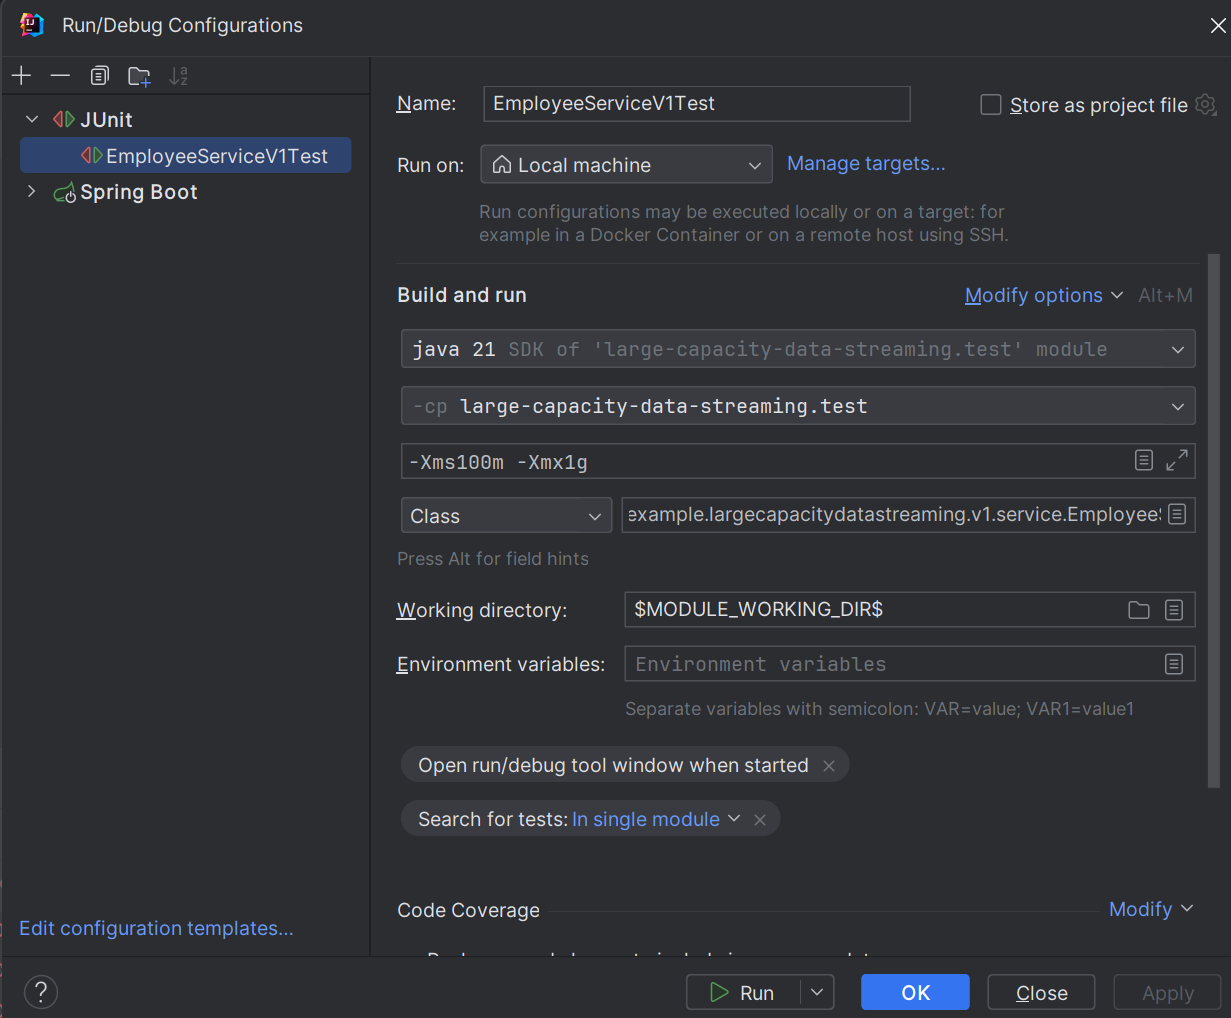 Run/Debug Configurations
JUnit
EmployeeServiceV1Test
Spring Boot
Edit configuration templates...
Name: EmployeeServiceV1Test
Store as project file
Run on: Local machine
Manage targets...
Run configurations may be executed locally or on a target: for
example in a Docker Container or on a remote host using SSH.
Build and run
Modify options Alt+M
java 21 SDK of 'large-capacity-data-streaming.test' module
-cp large-capacity-data-streaming.test
-Xms100m -Xmx1g
Class
example.largecapacitydatastreaming.v1.service.Employee
Press Alt for field hints
Working directory: $MODULE_WORKING_DIR$
Environment variables: Environment variables
Separate variables with semicolon: VAR=value; VAR1=value1
Open run/debug tool window when started
Search for tests: In single module
Code Coverage
Modify
?
Run
OK
Close
Apply